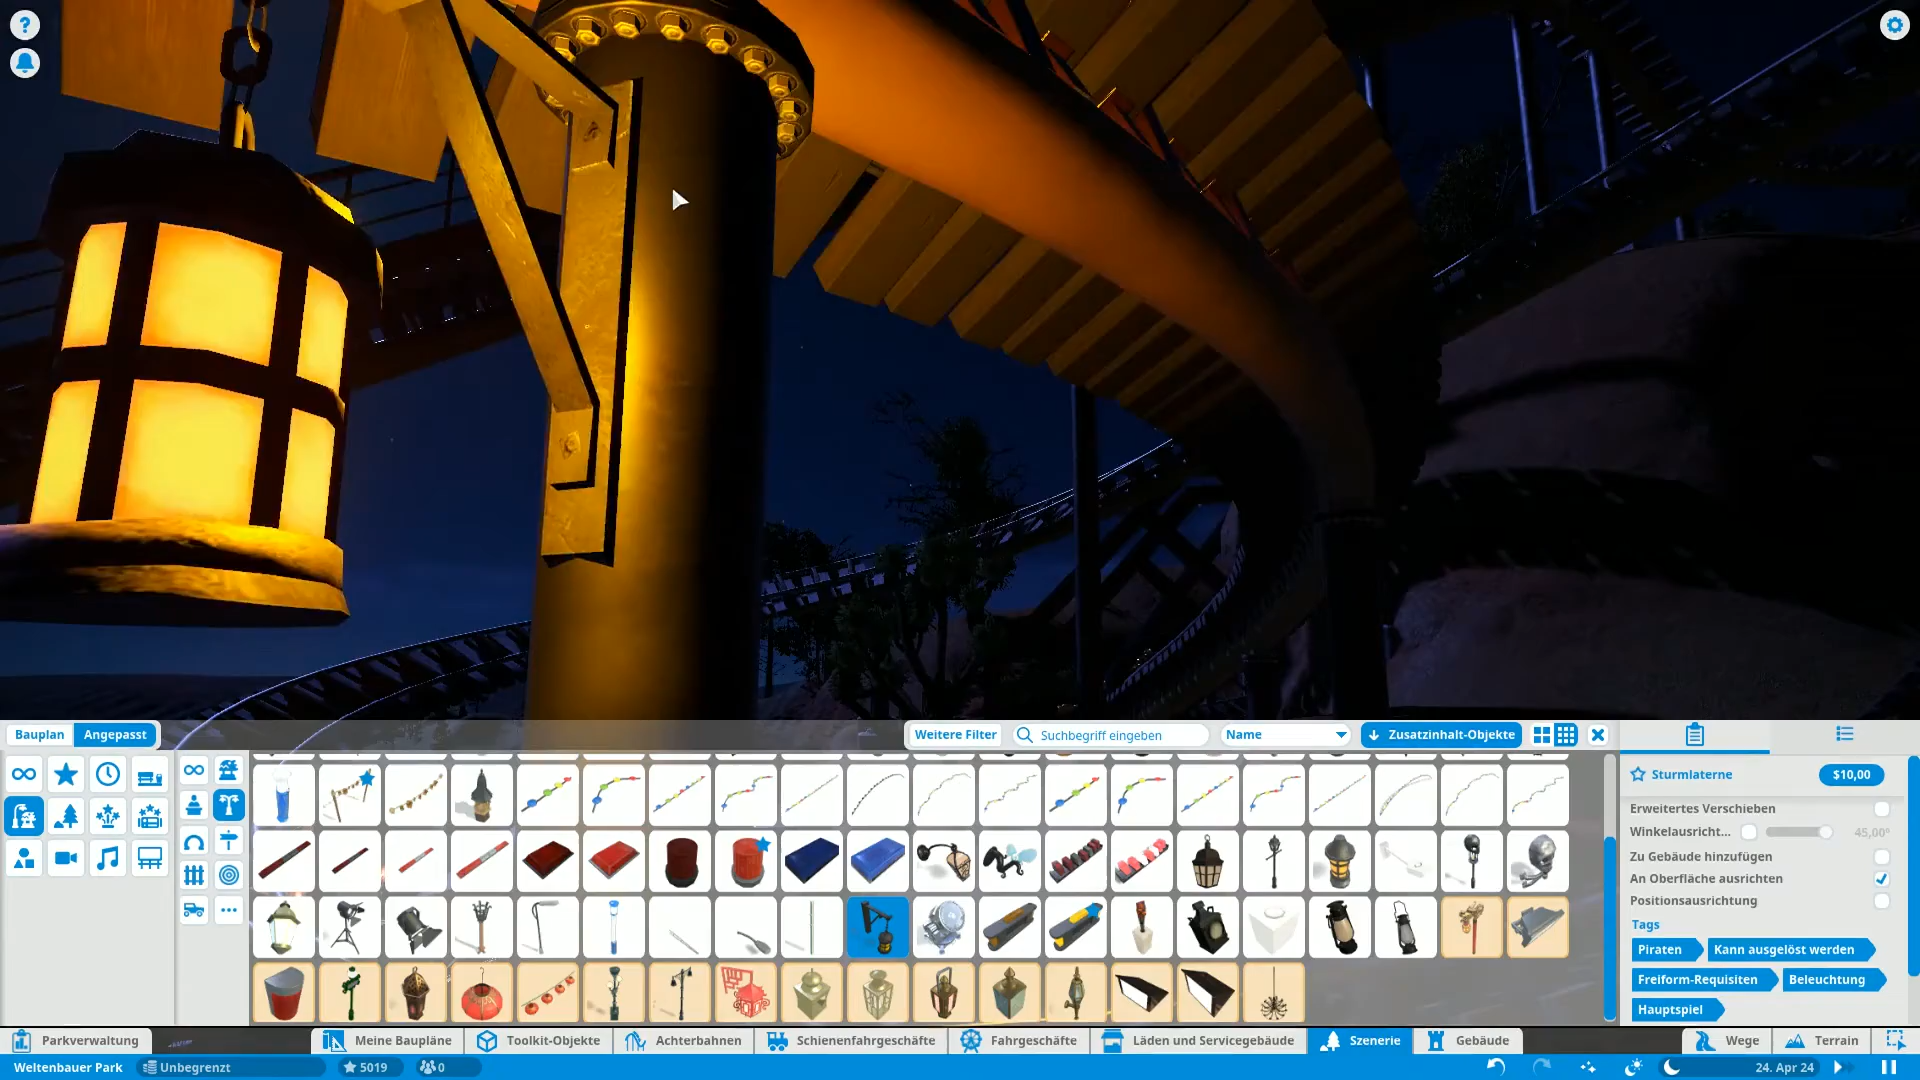 ?
Bauplan Angepasst Weitere Filter Suchbegriff eingeben Name Zusatzinhalt-Objekte
Sturmlaterne $10,00
Erweitertes Verschieben
Winkelausricht... 45,00°
Zu Gebäude hinzufügen
An Oberfläche ausrichten
Positionsausrichtung
Tags
Piraten Kann ausgelöst werden
Freiform-Requisiten Beleuchtung
Hauptspiel
Parkverwaltung Meine Baupläne Toolkit-Objekte Achterbahnen Schienenfahrgeschäfte Fahrgeschäfte Läden und Servicegebäude Szenerie Gebäude Wege Terrain
Weltenbauer Park Unbegrenzt 5019 0 24. Apr 24